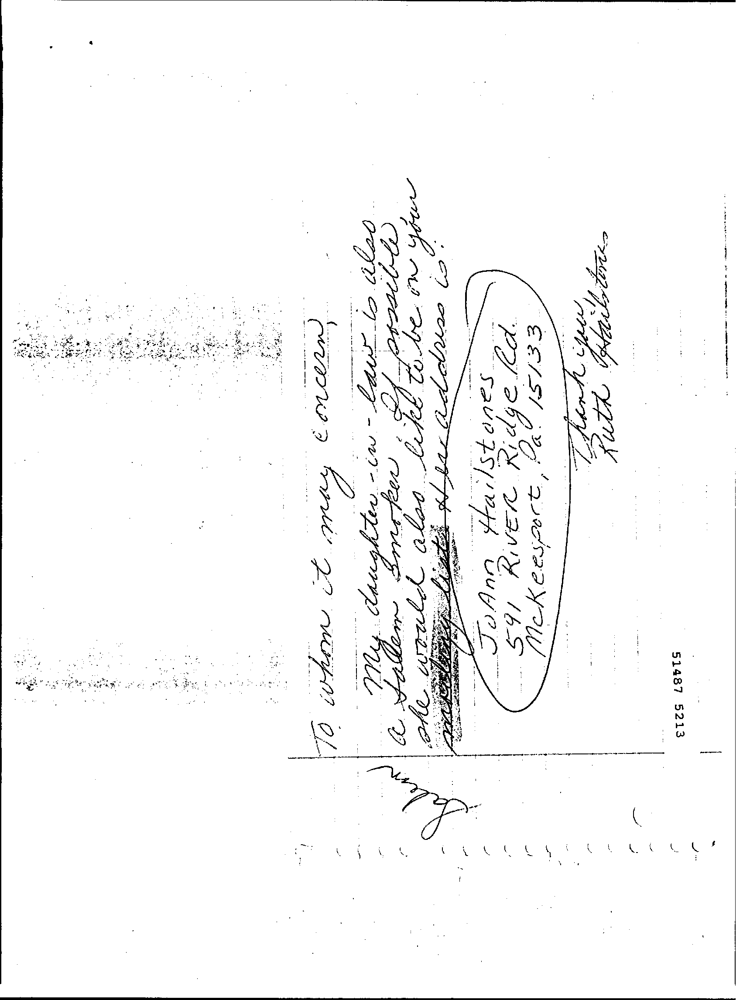 To whom it may concern,
My daughter-in-law is also
a Salem smoker if possible
she would also like to be on your
mailing list. Her address is:
JoAnn Hailstones
591 RIVER Ridge Rd.
McKeesport, Pa. 15133
Thank you,
Ruth Hailstones
Salem
51487 5213